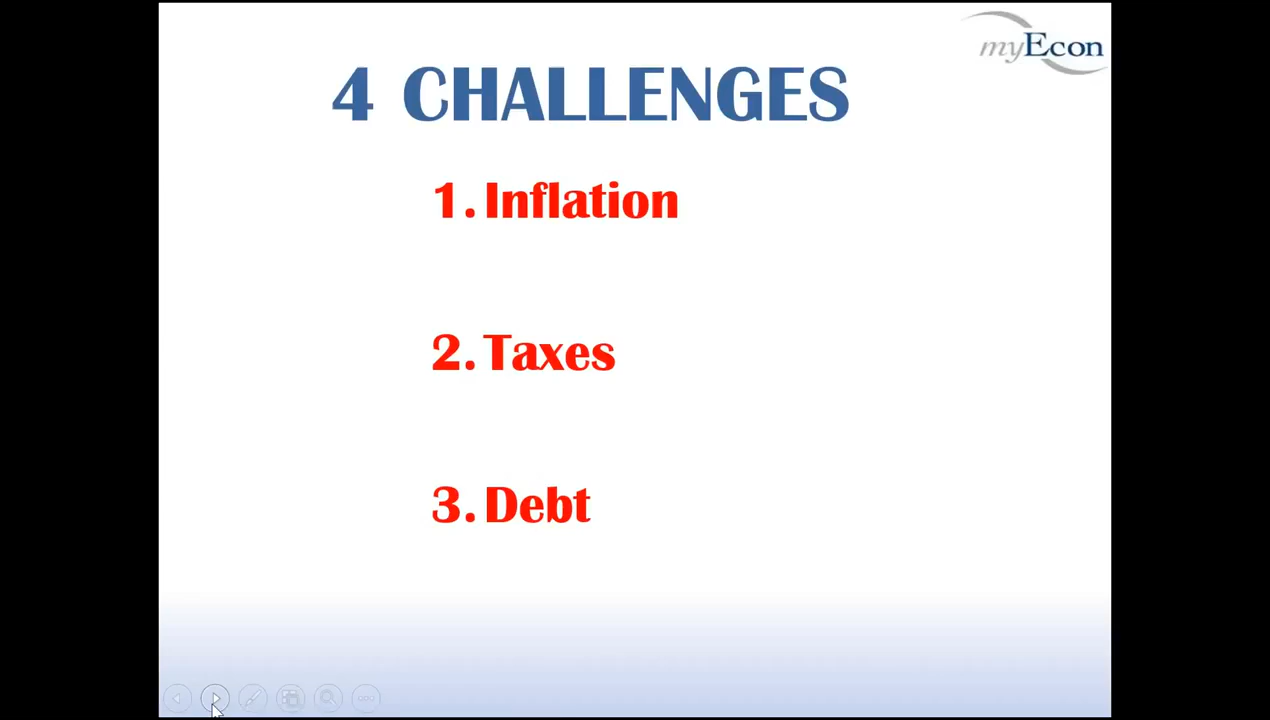 myEcon
4 CHALLENGES
1. Inflation
2. Taxes
3. Debt